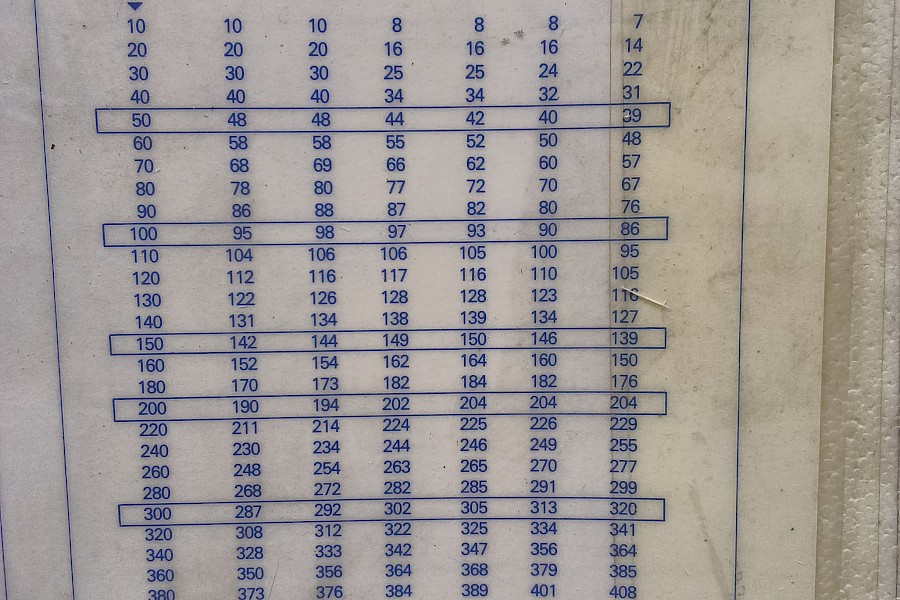 10 10 10 8 8 8 7
20 20 20 16 16 16 14
30 30 30 25 25 24 22
40 40 40 34 34 32 31
50 48 48 44 42 40 39
60 58 58 55 52 50 48
70 68 69 66 62 60 57
80 78 80 77 72 70 67
90 86 88 87 82 80 76
100 95 98 97 93 90 86
110 104 106 106 105 100 95
120 112 116 117 116 110 105
130 122 126 128 128 123 116
140 131 134 138 139 134 127
150 142 144 149 150 146 139
160 152 154 162 164 160 150
180 170 173 182 184 182 176
200 190 194 202 204 204 204
220 211 214 224 225 226 229
240 230 234 244 246 249 255
260 248 254 263 265 270 277
280 268 272 282 285 291 299
300 287 292 302 305 313 320
320 308 312 322 325 334 341
340 328 333 342 347 356 364
360 350 356 364 368 379 385
380 373 376 384 389 401 408